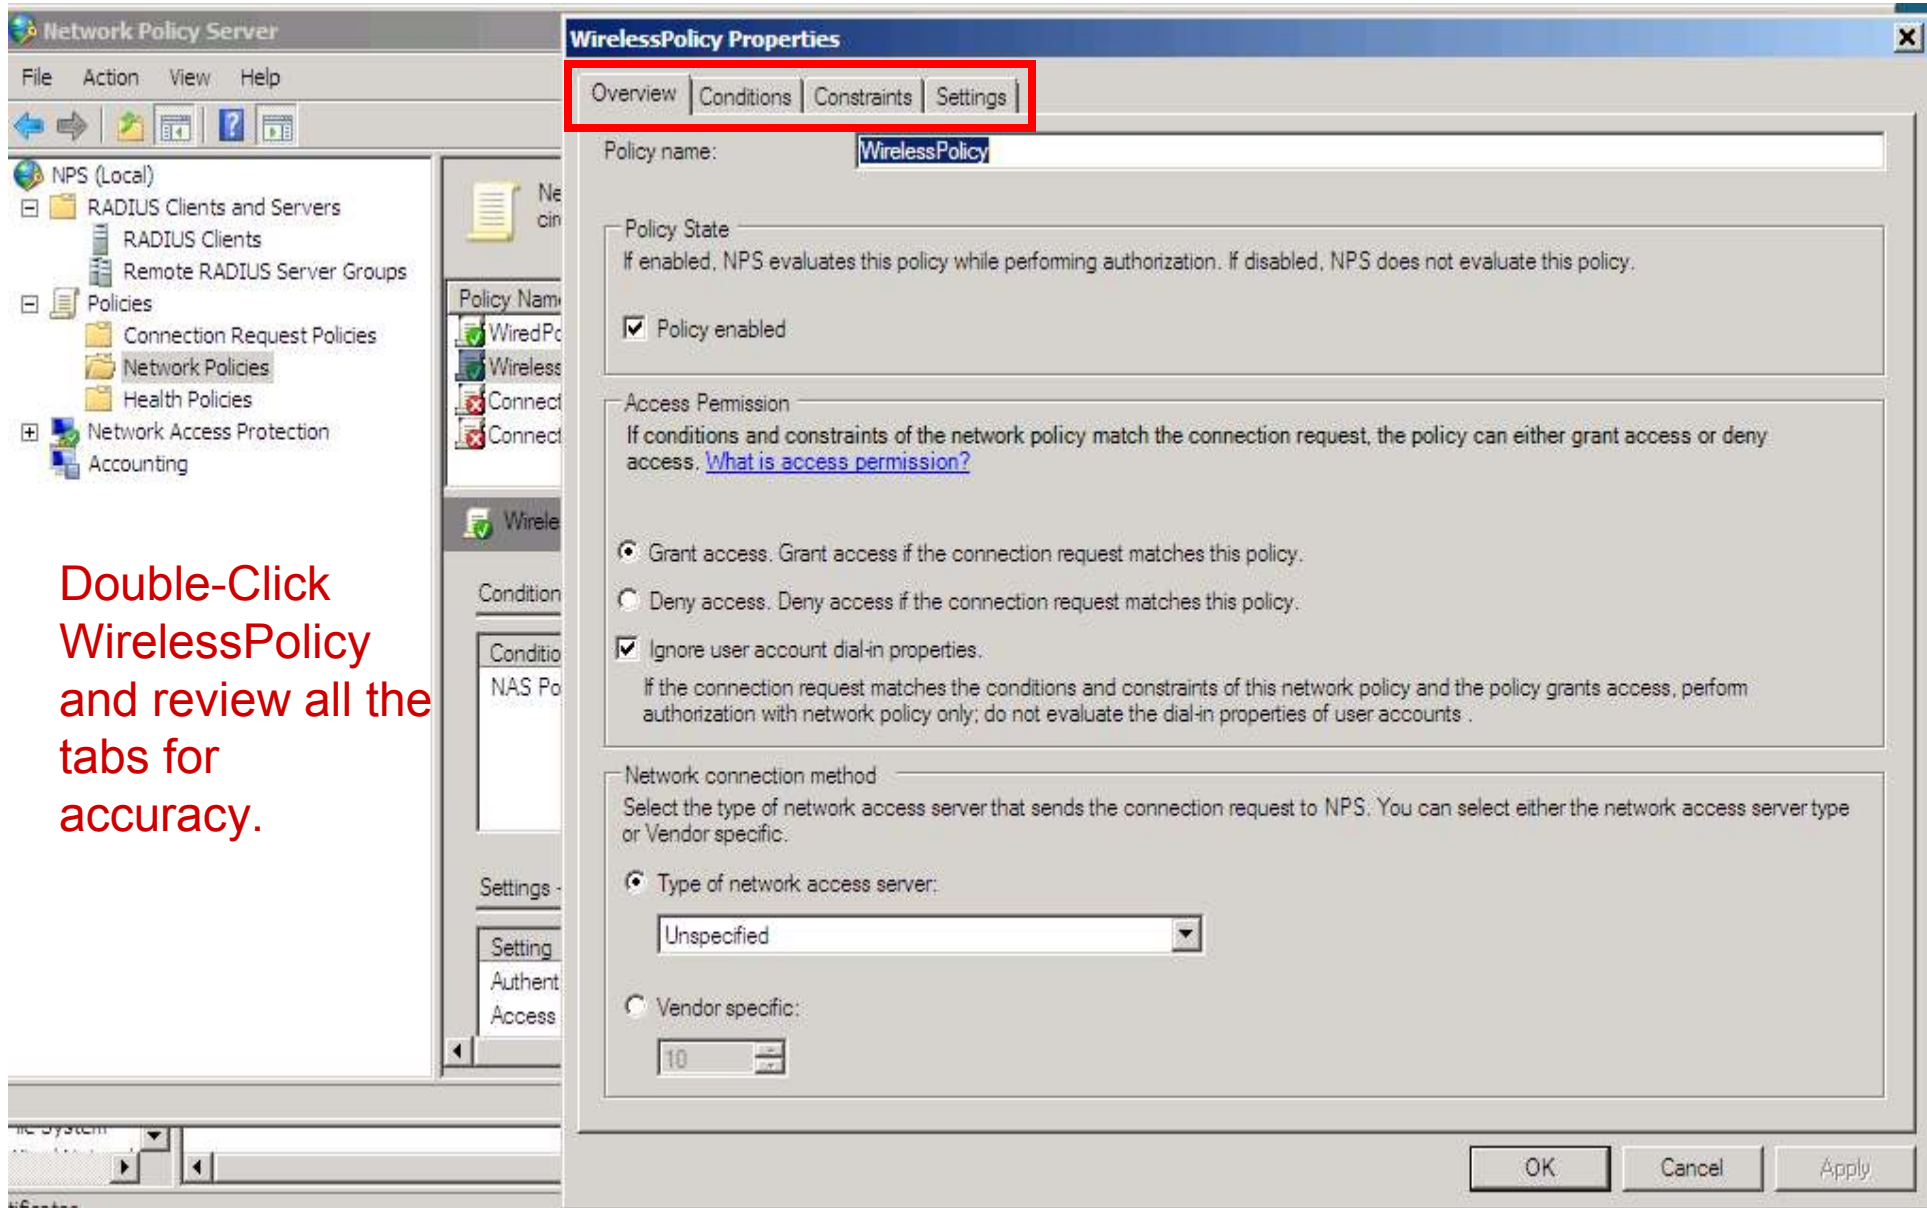 Network Policy Server
File Action View Help
NPS (Local)
RADIUS Clients and Servers
RADIUS Clients
Remote RADIUS Server Groups
Policies
Connection Request Policies
Network Policies
Health Policies
Network Access Protection
Accounting
Double-Click
WirelessPolicy
and review all the
tabs for
accuracy.
Ne
cin
Policy Nam
WiredPo
Wireless
Connect
Connect
Wirele
Condition
Conditio
NAS Po
Settings -
Setting
Authent
Access
WirelessPolicy Properties
Overview Conditions Constraints Settings
Policy name: WirelessPolicy
Policy State
If enabled, NPS evaluates this policy while performing authorization. If disabled, NPS does not evaluate this policy.
Policy enabled
Access Permission
If conditions and constraints of the network policy match the connection request, the policy can either grant access or deny
access. What is access permission?
Grant access. Grant access if the connection request matches this policy.
Deny access. Deny access if the connection request matches this policy.
Ignore user account dial-in properties.
If the connection request matches the conditions and constraints of this network policy and the policy grants access, perform
authorization with network policy only; do not evaluate the dial-in properties of user accounts .
Network connection method
Select the type of network access server that sends the connection request to NPS. You can select either the network access server type
or Vendor specific.
Type of network access server:
Unspecified
Vendor specific:
10
OK Cancel Apply